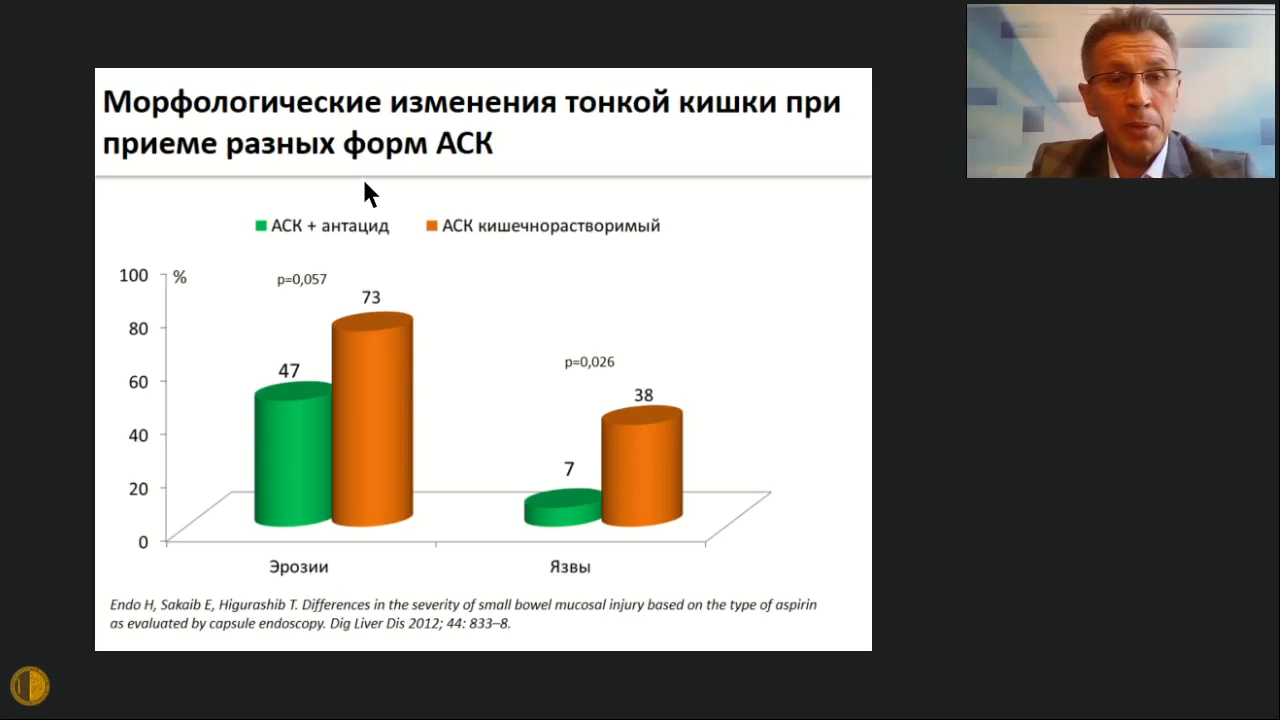 Морфологические изменения тонкой кишки при
приеме разных форм АСК
АСК + антацид
АСК кишечнорастворимый
100
%
80
60
40
20
0
p=0,057
73
47
p=0,026
38
7
Эрозии
Язвы
Endo H, Sakaib E, Higurashib T. Differences in the severity of small bowel mucosal injury based on the type of aspirin
as evaluated by capsule endoscopy. Dig Liver Dis 2012; 44: 833–8.